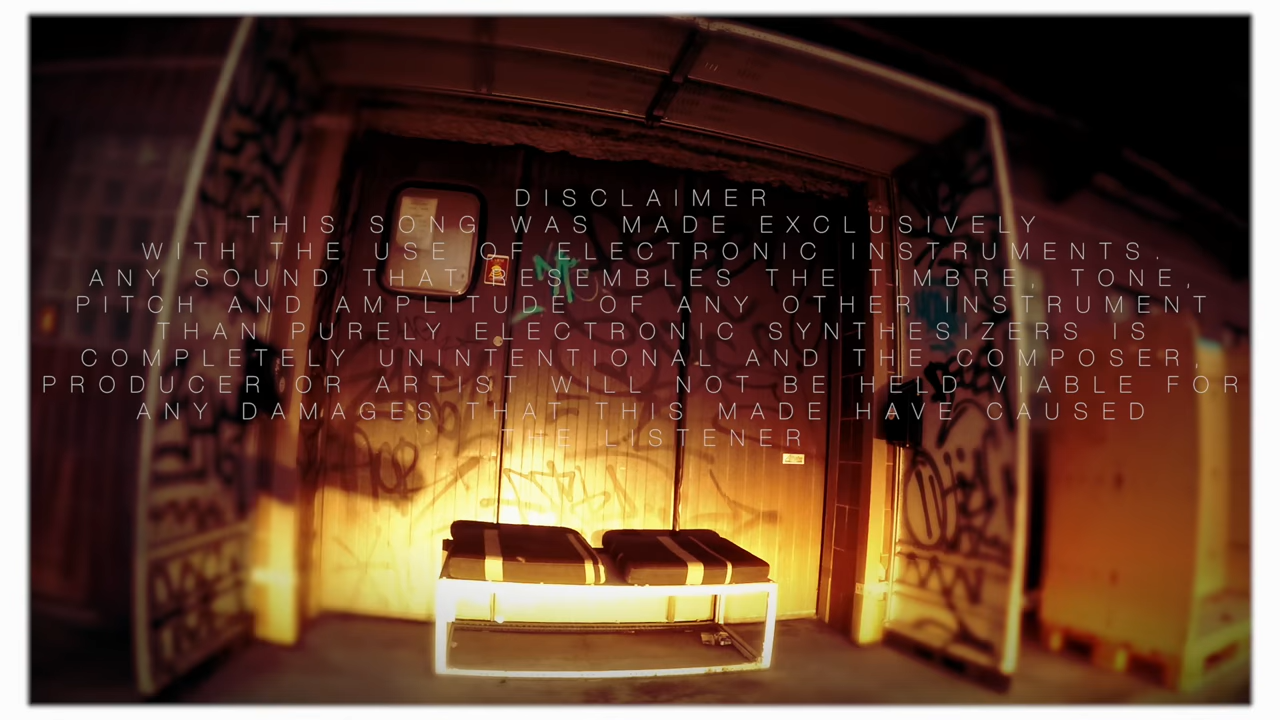 DISCLAIMER
THIS SONG WAS MADE EXCLUSIVELY
WITH THE USE OF ELECTRONIC INSTRUMENTS.
ANY SOUND THAT RESEMBLES THE TIMBRE, TONE,
PITCH AND AMPLITUDE OF ANY OTHER INSTRUMENT
THAN PURELY ELECTRONIC SYNTHESIZERS IS
COMPLETELY UNINTENTIONAL AND THE COMPOSER,
PRODUCER OR ARTIST WILL NOT BE HELD VIABLE FOR
ANY DAMAGES THAT THIS MADE HAVE CAUSED
THE LISTENER